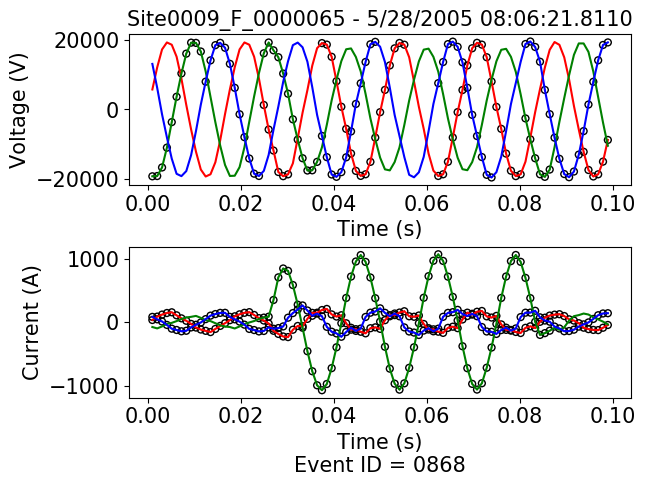 Site0009_F_0000065 - 5/28/2005 08:06:21.8110
20000
0
−20000
Voltage (V)
0.00 0.02 0.04 0.06 0.08 0.10
Time (s)
1000
0
−1000
Current (A)
0.00 0.02 0.04 0.06 0.08 0.10
Time (s)
Event ID = 0868